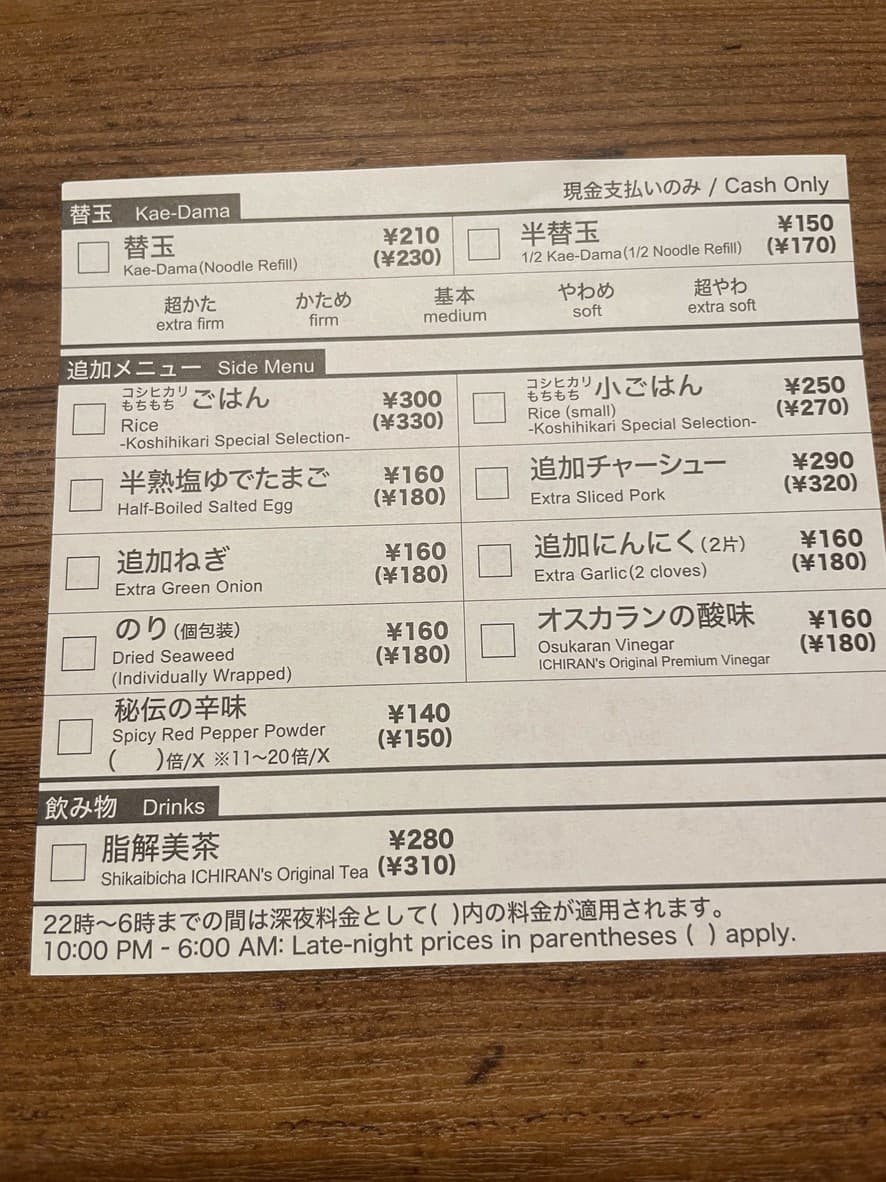 現金支払いのみ / Cash Only
替玉 Kae-Dama
替玉 ¥210
Kae-Dama(Noodle Refill) (¥230)
半替玉 ¥150
1/2 Kae-Dama(1/2 Noodle Refill) (¥170)
超かた かため 基本 やわめ 超やわ
extra firm firm medium soft extra soft
追加メニュー Side Menu
コシヒカリ
もちもち ごはん ¥300
Rice (¥330)
-Koshihikari Special Selection-
コシヒカリ
もちもち 小ごはん ¥250
Rice (small) (¥270)
-Koshihikari Special Selection-
半熟塩ゆでたまご ¥160
Half-Boiled Salted Egg (¥180)
追加チャーシュー ¥290
Extra Sliced Pork (¥320)
追加ねぎ ¥160
Extra Green Onion (¥180)
追加にんにく(2片) ¥160
Extra Garlic(2 cloves) (¥180)
のり(個包装) ¥160
Dried Seaweed (¥180)
(Individually Wrapped)
オスカランの酸味 ¥160
Osukaran Vinegar (¥180)
ICHIRAN's Original Premium Vinegar
秘伝の辛味 ¥140
Spicy Red Pepper Powder (¥150)
( )倍/X ※11〜20倍/X
飲み物 Drinks
脂解美茶 ¥280
Shikaibicha ICHIRAN's Original Tea (¥310)
22時〜6時までの間は深夜料金として( )内の料金が適用されます。
10:00 PM - 6:00 AM: Late-night prices in parentheses ( ) apply.